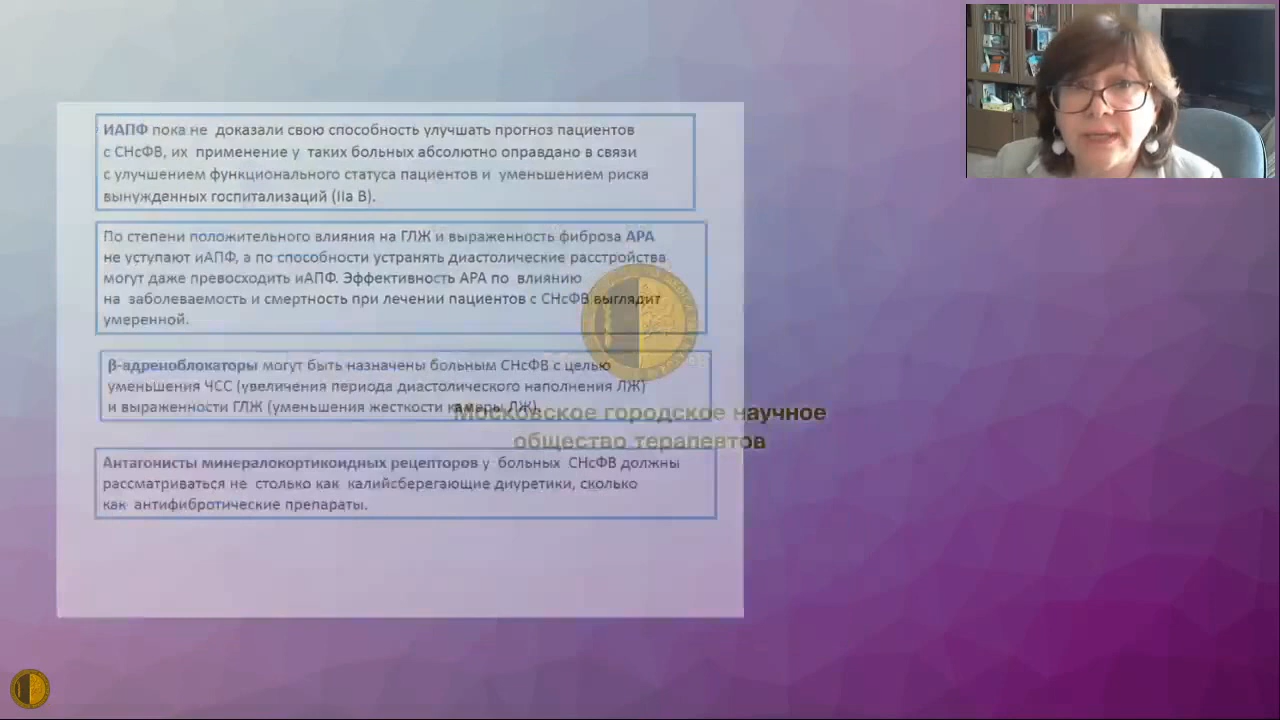 ИАПФ пока не доказали свою способность улучшать прогноз пациентов
с СНсФВ, их применение у таких больных абсолютно оправдано в связи
с улучшением функционального статуса пациентов и уменьшением риска
вынужденных госпитализаций (IIa B).
По степени положительного влияния на ГЛЖ и выраженность фиброза АРА
не уступают иАПФ, а по способности устранять диастолические расстройства
могут даже превосходить иАПФ. Эффективность АРА по влиянию
на заболеваемость и смертность при лечении пациентов с СНсФВ выглядит
умеренной.
β-адреноблокаторы могут быть назначены больным СНсФВ с целью
уменьшения ЧСС (увеличения периода диастолического наполнения ЛЖ)
и выраженности ГЛЖ (уменьшения жесткости камеры ЛЖ).
Московское городское научное
общество терапевтов
Антагонисты минералокортикоидных рецепторов у больных СНсФВ должны
рассматриваться не столько как калийсберегающие диуретики, сколько
как антифибротические препараты.